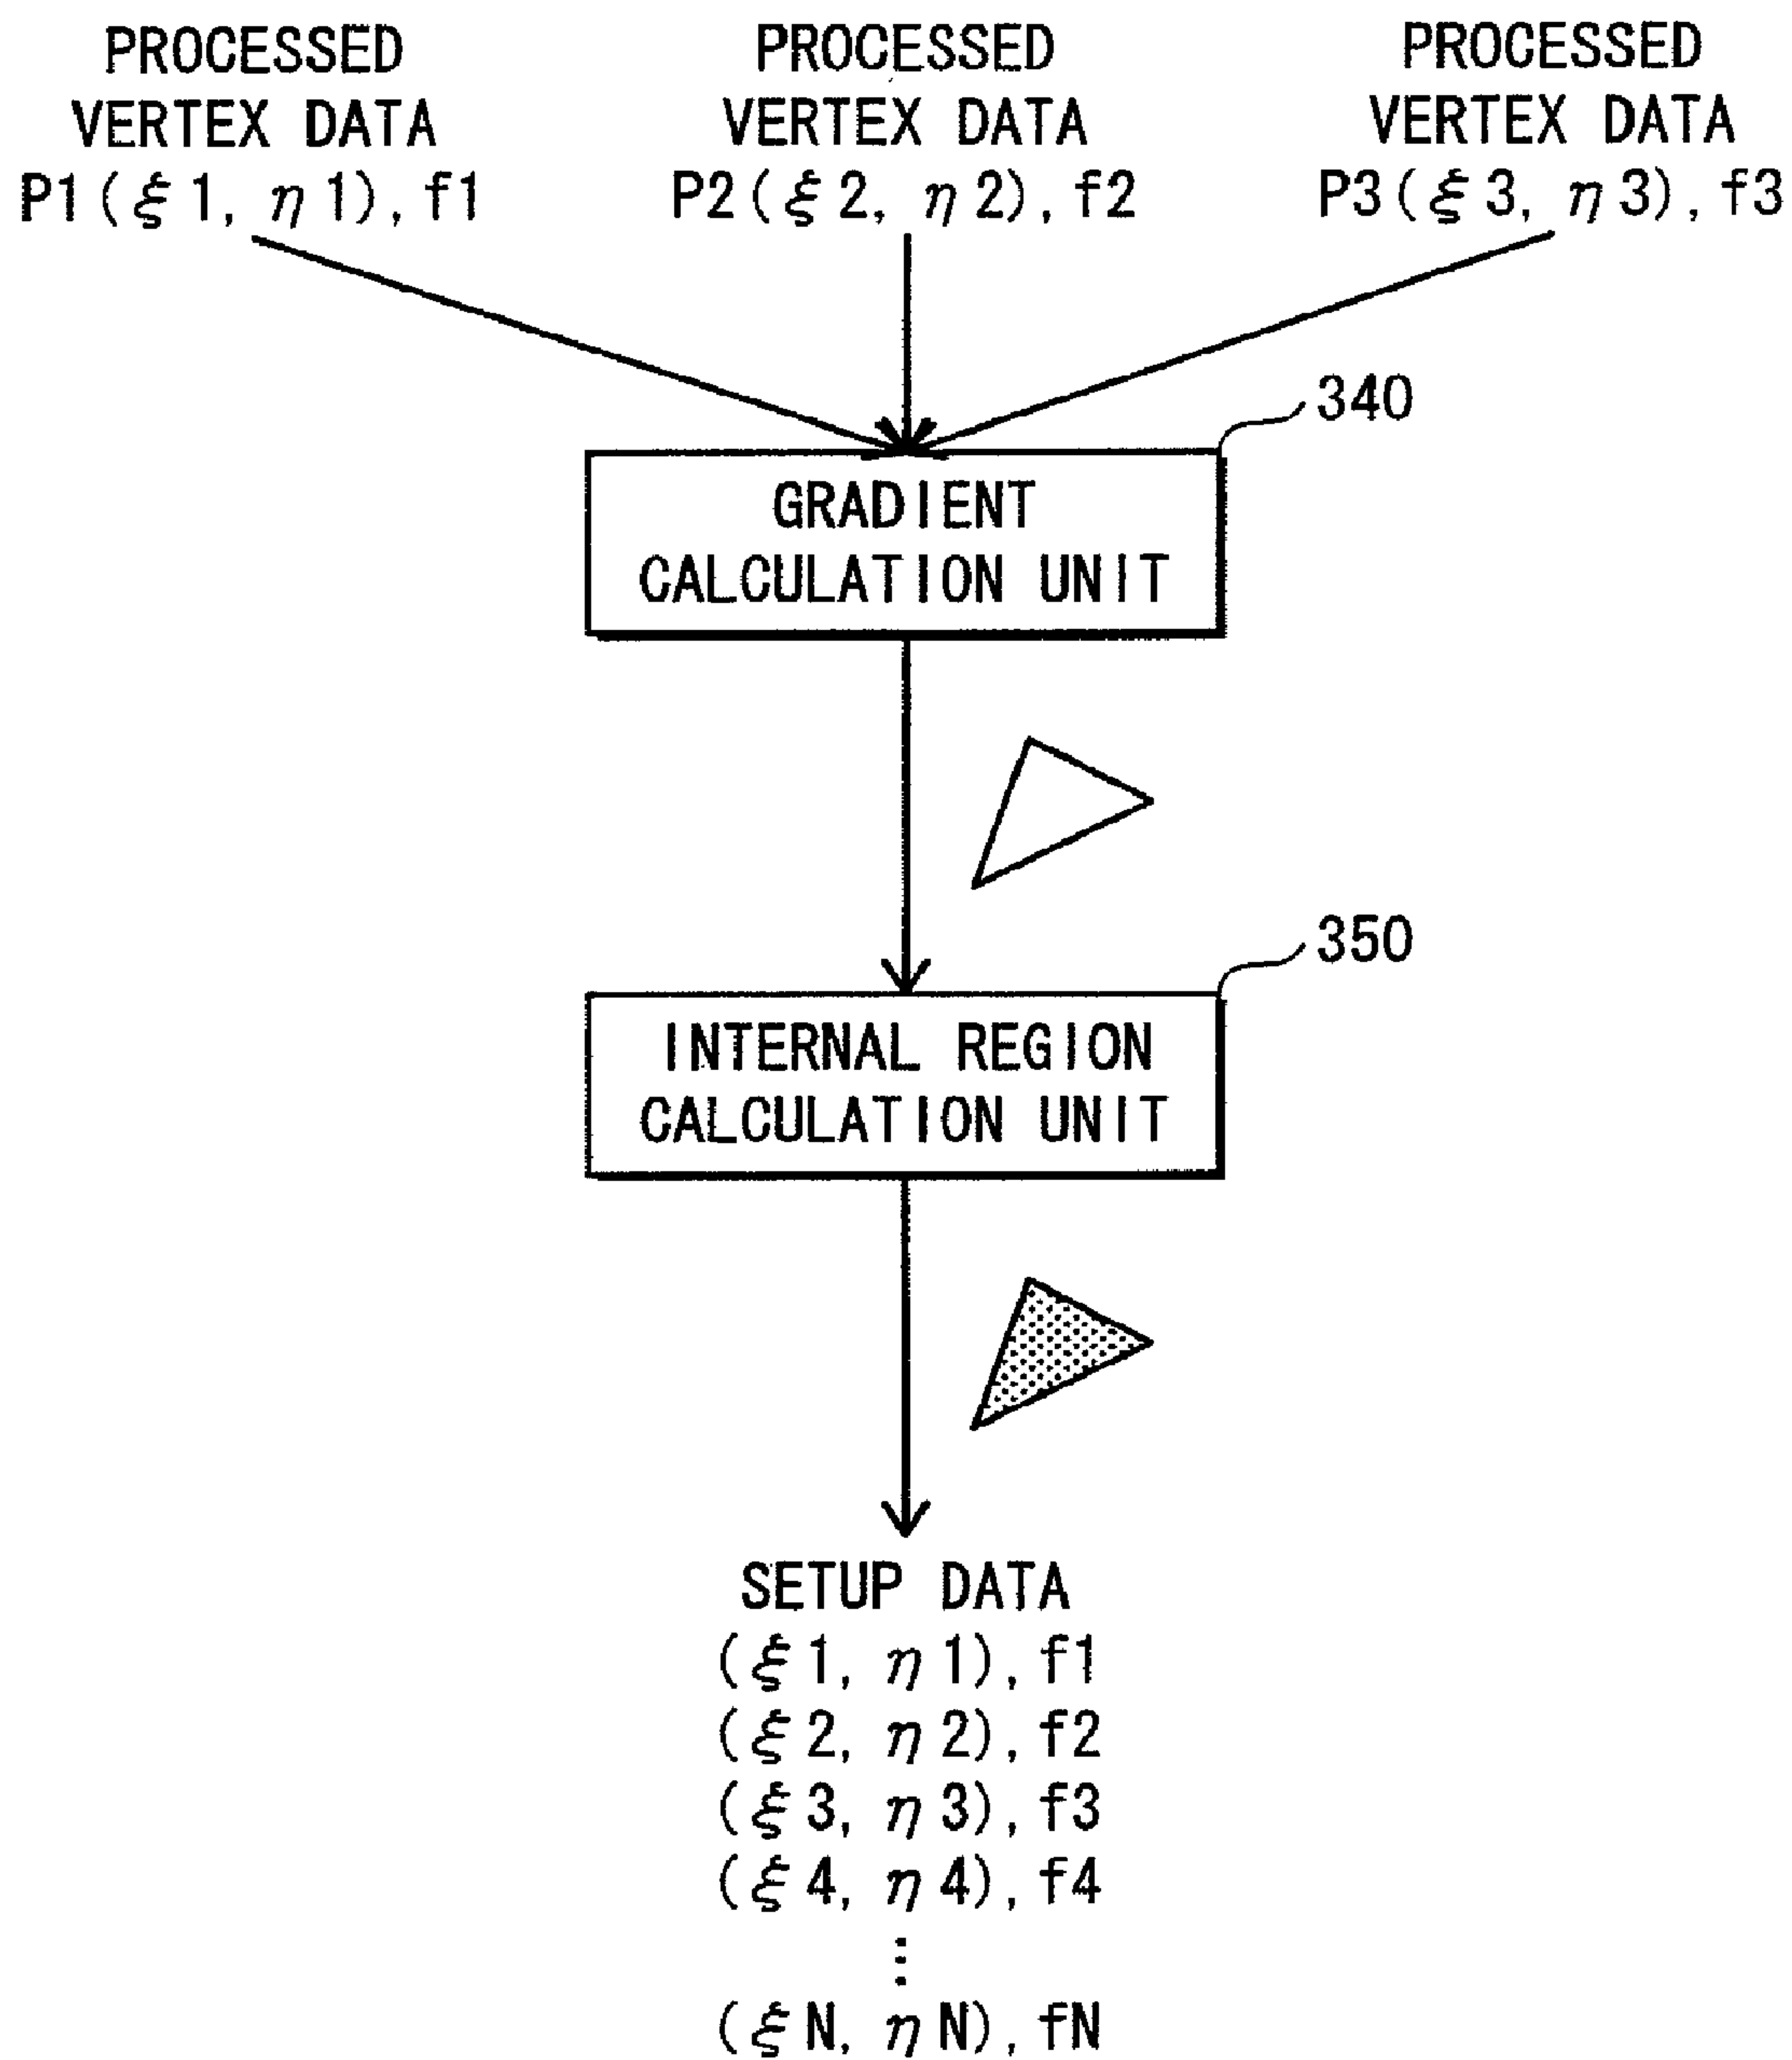 PROCESSED
VERTEX DATA
P1(ξ1, η1), f1
PROCESSED
VERTEX DATA
P2(ξ2, η2), f2
PROCESSED
VERTEX DATA
P3(ξ3, η3), f3
340
GRADIENT
CALCULATION UNIT
350
INTERNAL REGION
CALCULATION UNIT
SETUP DATA
(ξ1, η1), f1
(ξ2, η2), f2
(ξ3, η3), f3
(ξ4, η4), f4
⋮
(ξN, ηN), fN